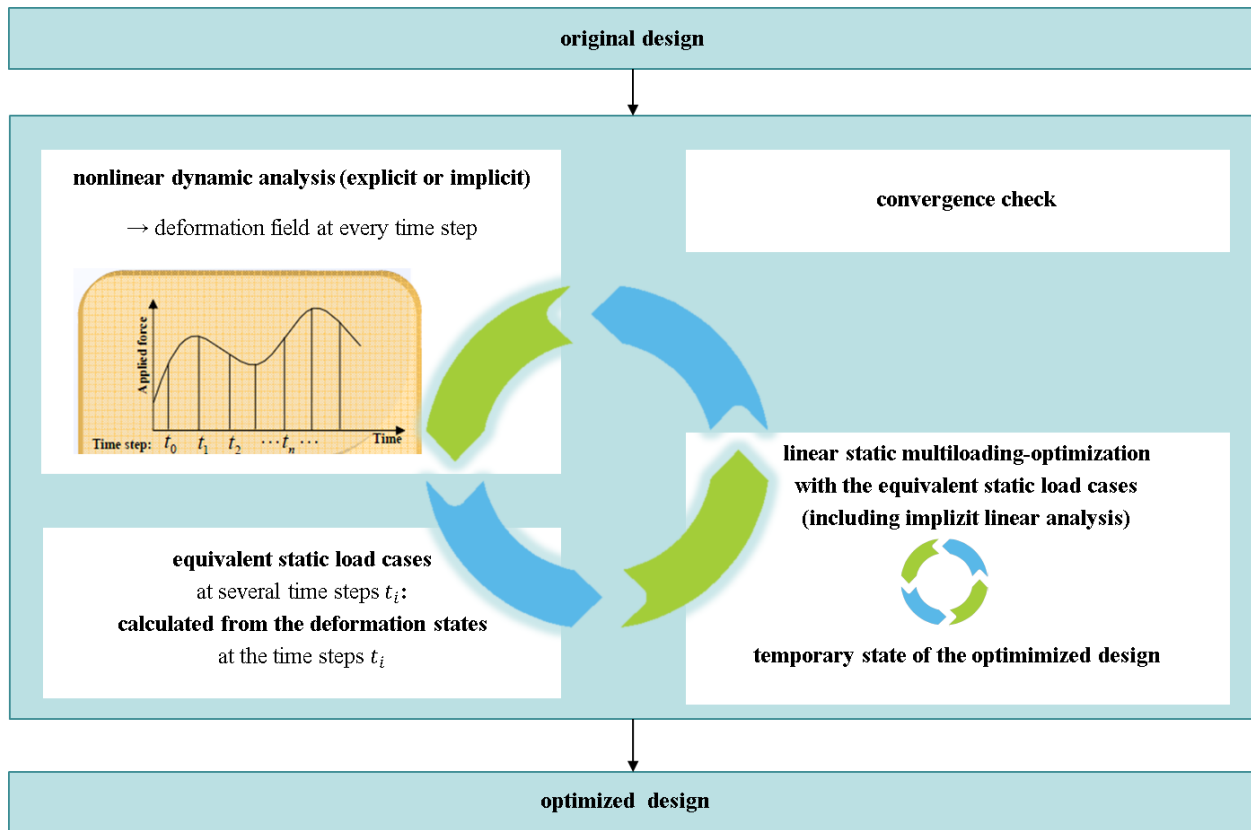 original design
nonlinear dynamic analysis (explicit or implicit)
→ deformation field at every time step
Applied force
Time step: t₀ t₁ t₂ ⋯ tₙ ⋯ Time
convergence check
equivalent static load cases
at several time steps tᵢ:
calculated from the deformation states
at the time steps tᵢ
linear static multiloading-optimization
with the equivalent static load cases
(including implizit linear analysis)
temporary state of the optimimized design
optimized design